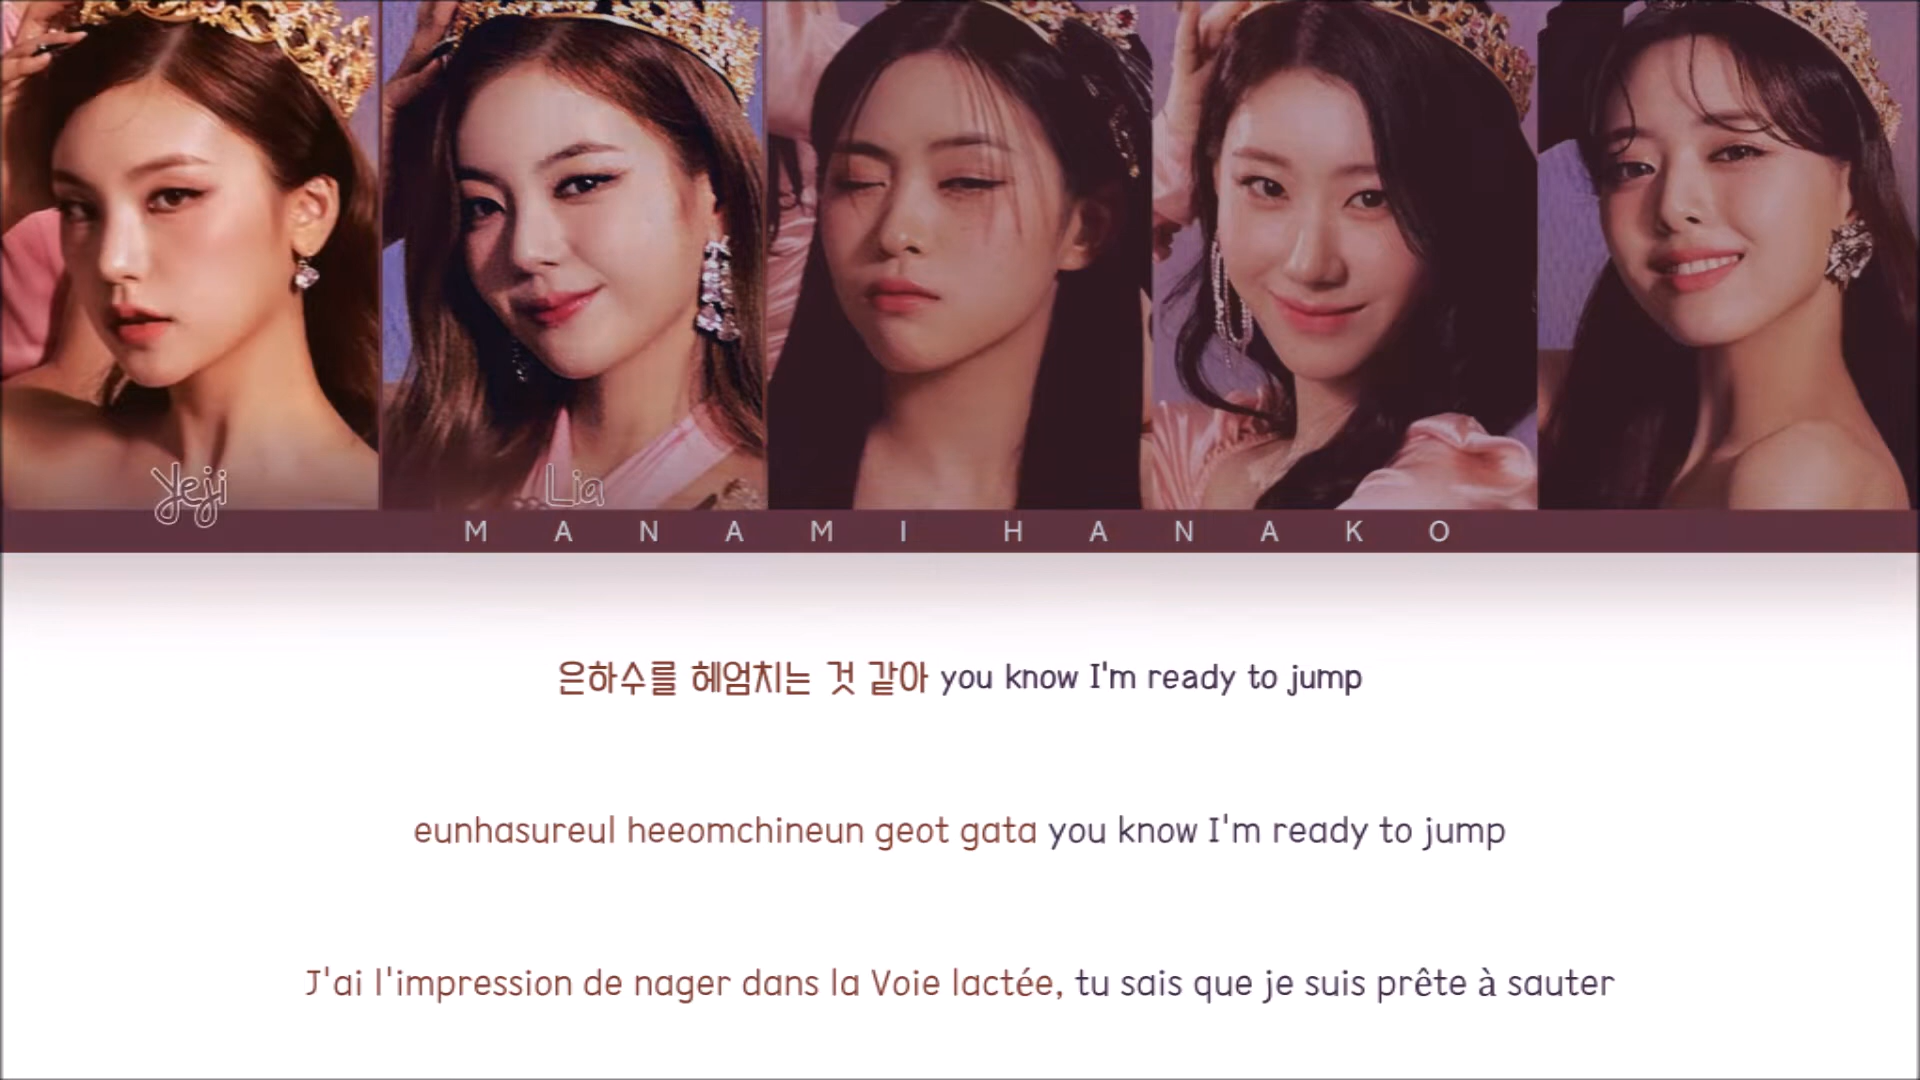 Yeji
Lia
MANAMI HANAKO
은하수를 헤엄치는 것 같아 you know I'm ready to jump
eunhasureul heeomchineun geot gata you know I'm ready to jump
J'ai l'impression de nager dans la Voie lactée, tu sais que je suis prête à sauter